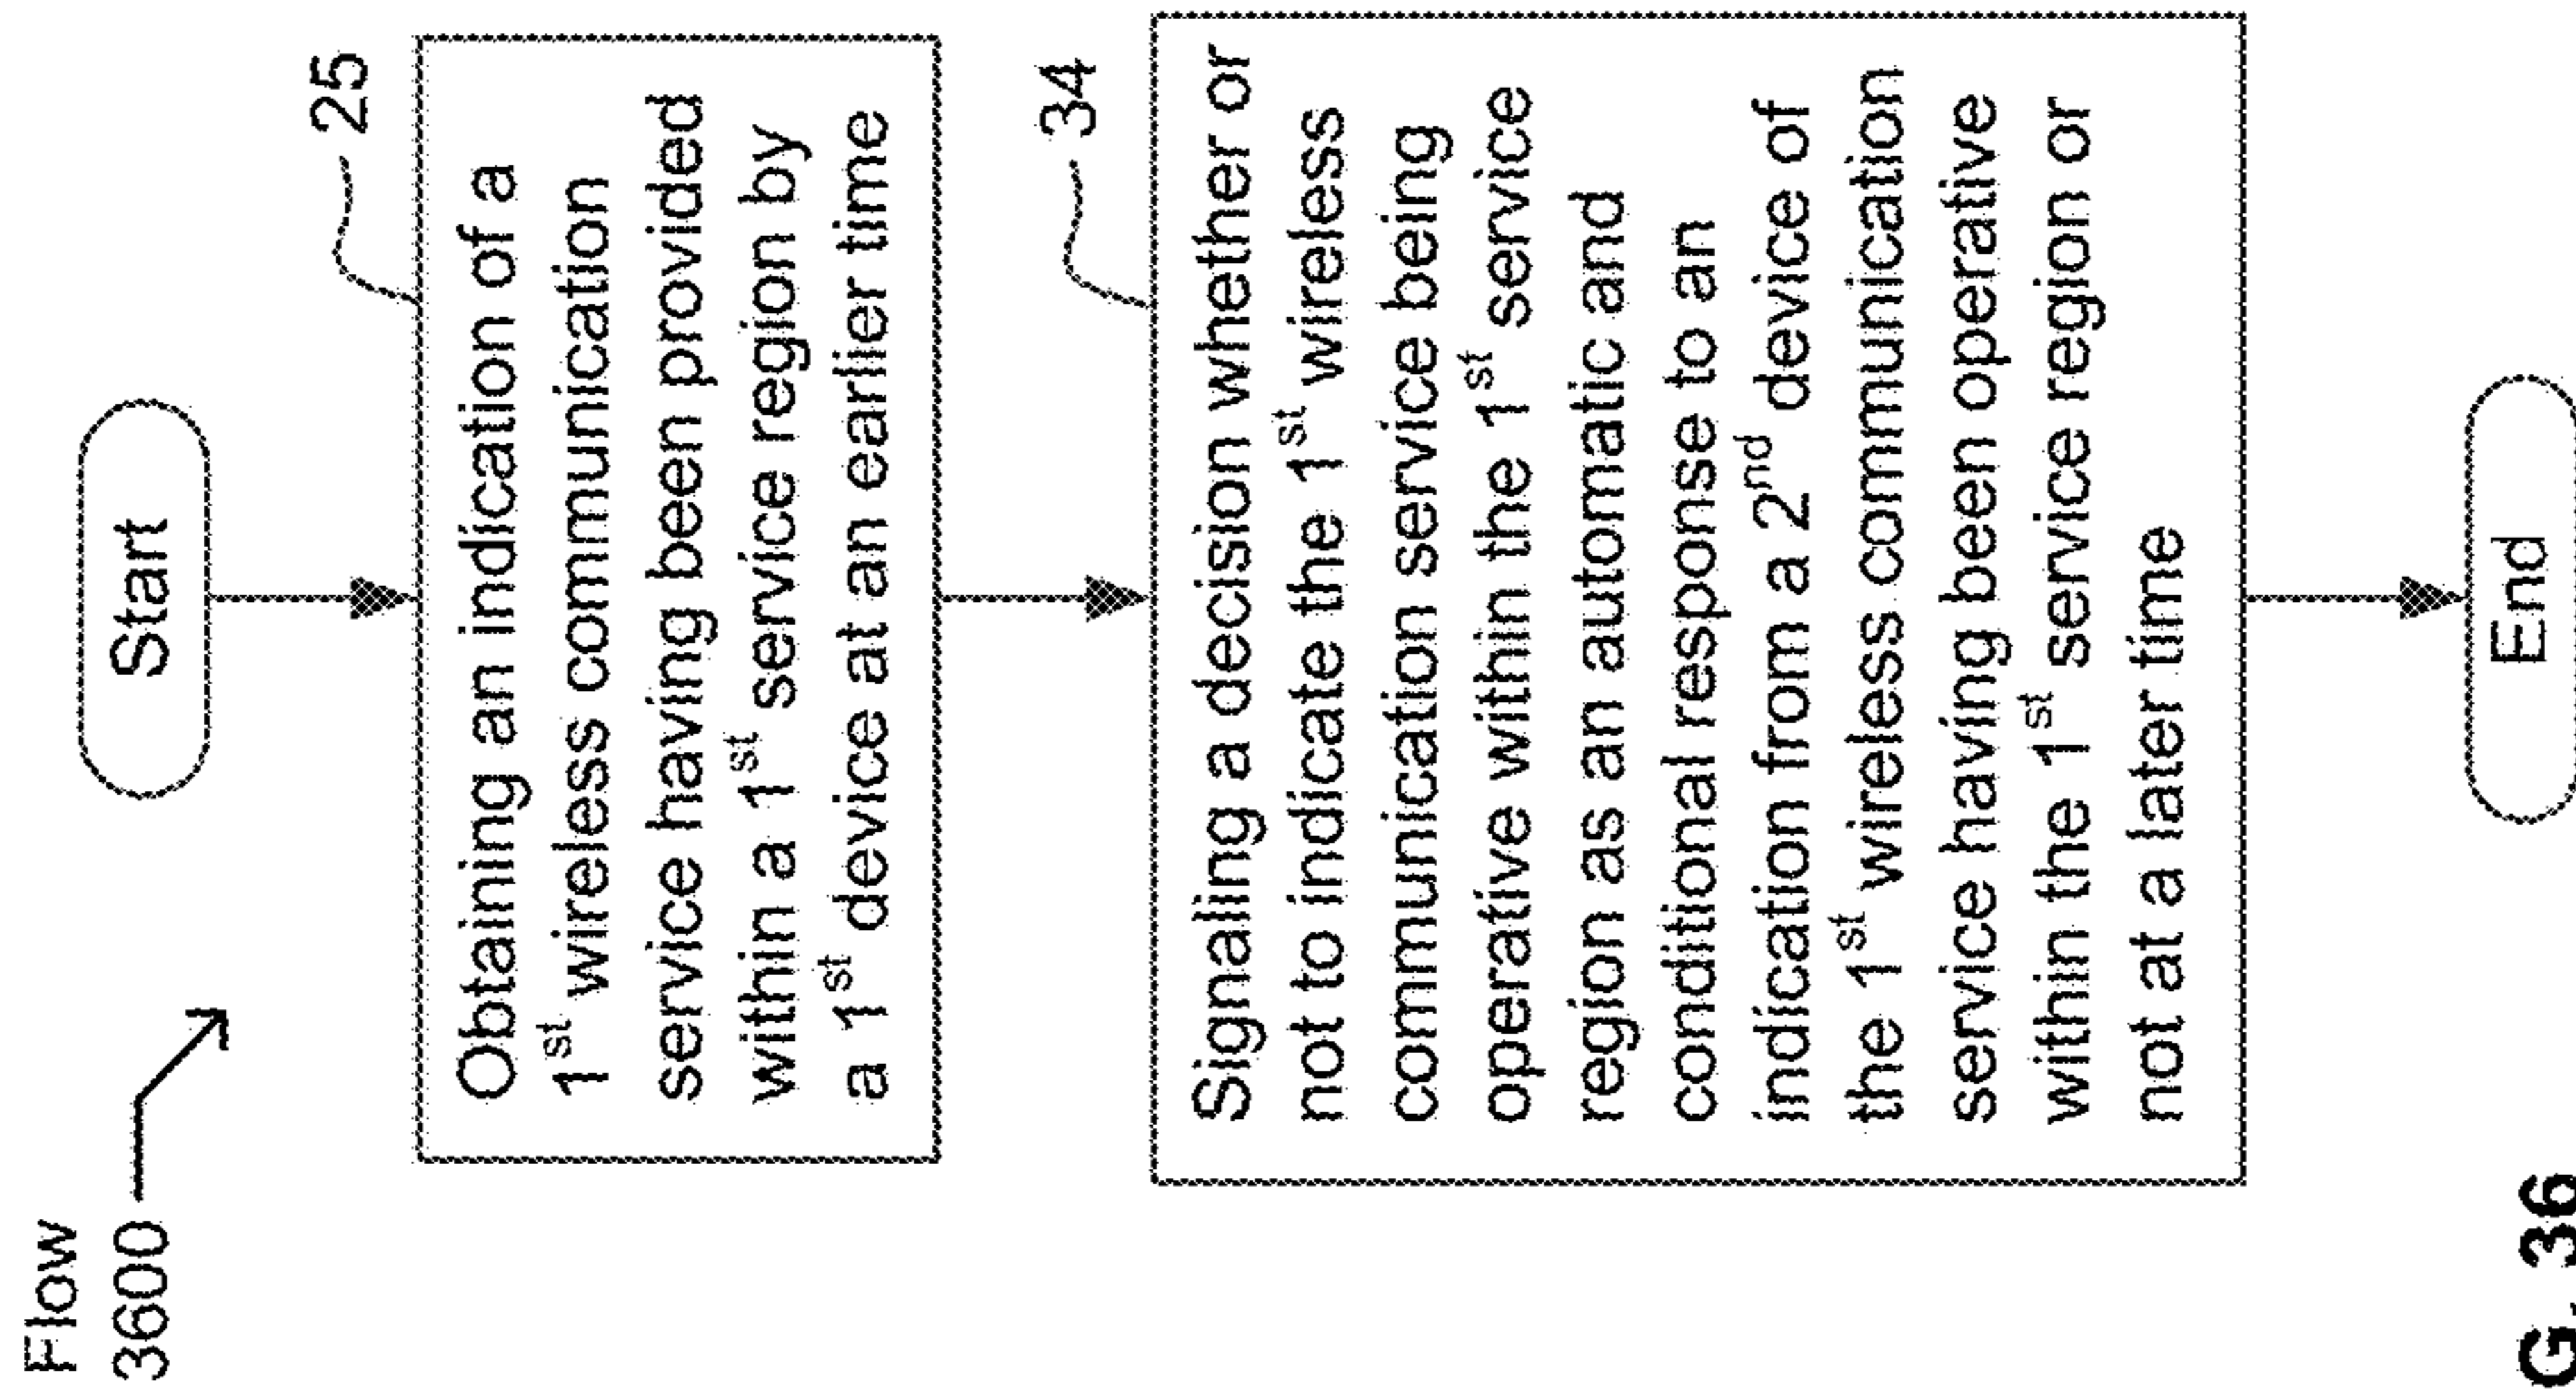 Flow
3600
Start
25
Obtaining an indication of a
1st wireless communication
service having been provided
within a 1st service region by
a 1st device at an earlier time
34
Signaling a decision whether or
not to indicate the 1st wireless
communication service being
operative within the 1st service
region as an automatic and
conditional response to an
indication from a 2nd device of
the 1st wireless communication
service having been operative
within the 1st service region or
not at a later time
End
G. 36